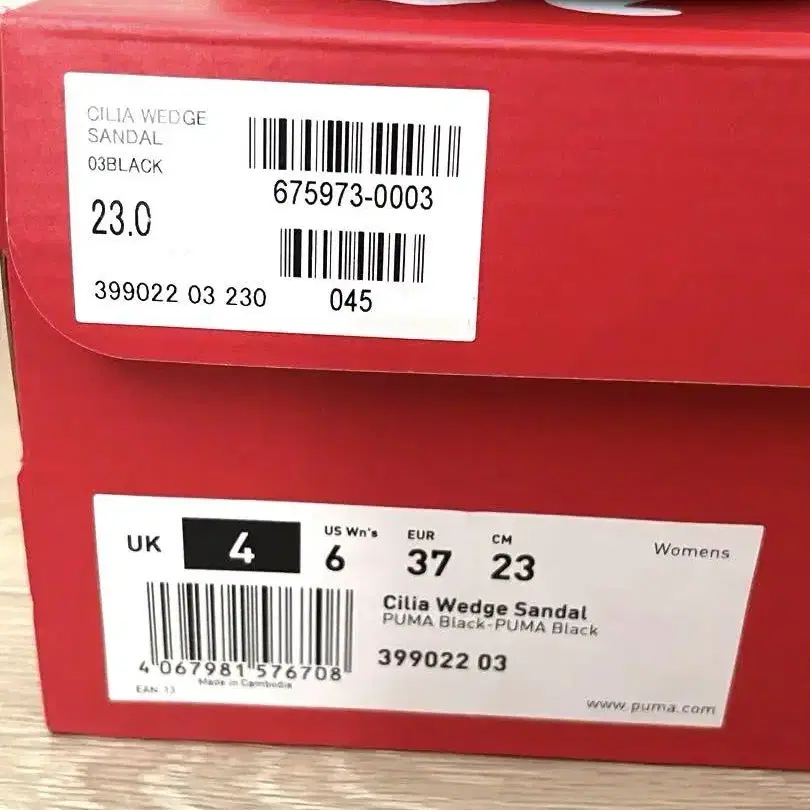 CILIA WEDGE
SANDAL
03BLACK
675973-0003
23.0
399022 03 230
045
UK 4
US Wn's 6
EUR 37
CM 23
Womens
Cilia Wedge Sandal
PUMA Black-PUMA Black
399022 03
4 067981 576708
EAN 13
Made in Cambodia
www.puma.com